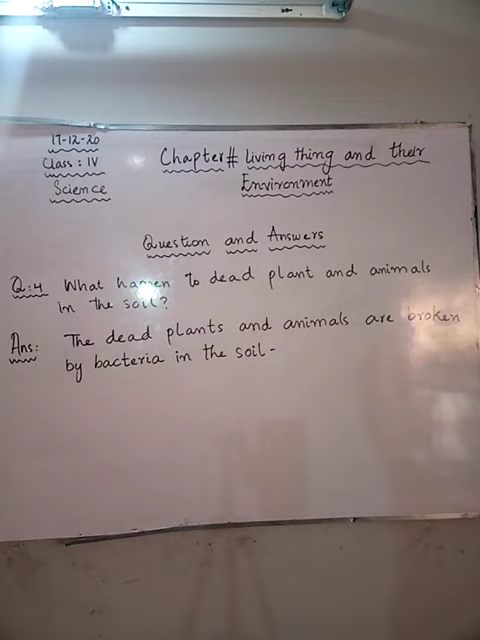 17-12-20
Class: IV
Science
Chapter# living thing and their
Environment
Question and Answers
Q:4 What happen to dead plant and animals
in the soil?
Ans: The dead plants and animals are broken
by bacteria in the soil-